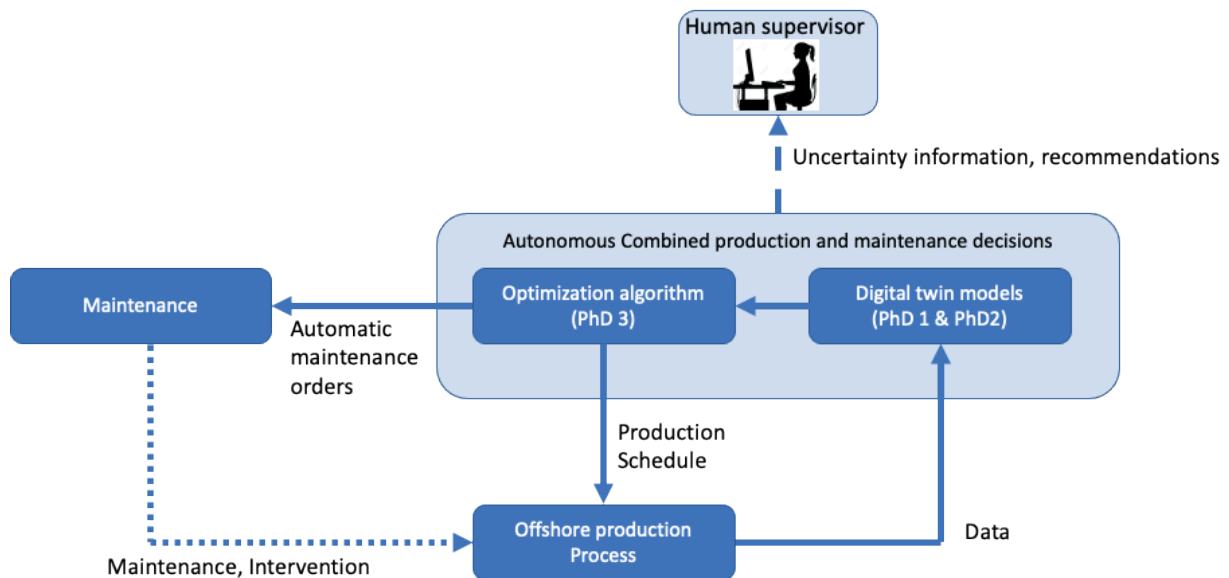 Human supervisor
Uncertainty information, recommendations
Autonomous Combined production and maintenance decisions
Maintenance
Optimization algorithm
(PhD 3)
Digital twin models
(PhD 1 & PhD2)
Automatic
maintenance
orders
Production
Schedule
Offshore production
Process
Data
Maintenance, Intervention